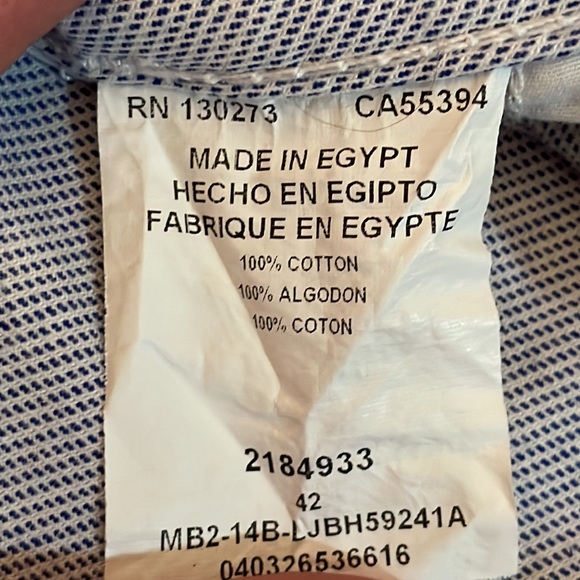 RN 130273 CA55394
MADE IN EGYPT
HECHO EN EGIPTO
FABRIQUE EN EGYPTE
100% COTTON
100% ALGODON
100% COTON
2184933
42
MB2-14B-LJBH59241A
040326536616